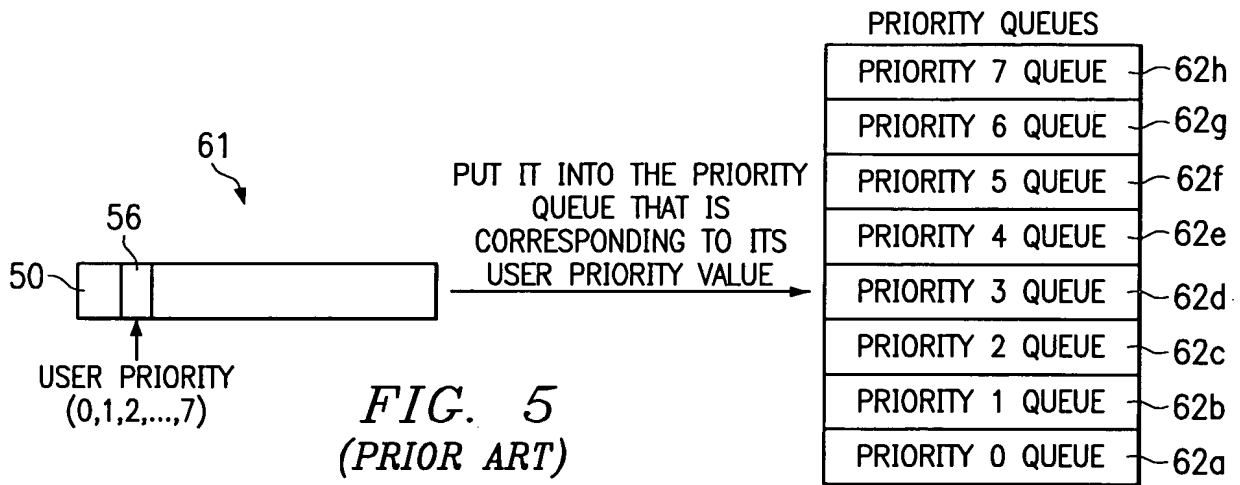 PRIORITY QUEUES
PRIORITY 7 QUEUE 62h
PRIORITY 6 QUEUE 62g
PRIORITY 5 QUEUE 62f
PRIORITY 4 QUEUE 62e
PRIORITY 3 QUEUE 62d
PRIORITY 2 QUEUE 62c
PRIORITY 1 QUEUE 62b
PRIORITY 0 QUEUE 62a
61
56
50
USER PRIORITY
(0,1,2,...,7)
PUT IT INTO THE PRIORITY
QUEUE THAT IS
CORRESPONDING TO ITS
USER PRIORITY VALUE
FIG. 5
(PRIOR ART)